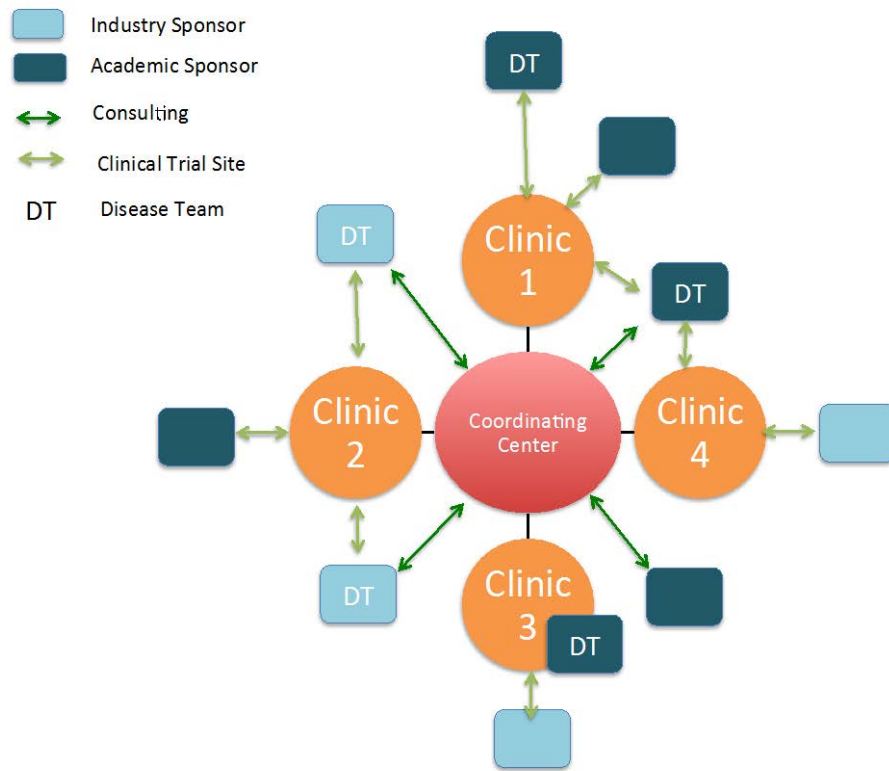 Industry Sponsor
Academic Sponsor
Consulting
Clinical Trial Site
DT Disease Team
DT
DT
Clinic
1
DT
Clinic
2
Coordinating
Center
Clinic
4
DT
Clinic
3
DT